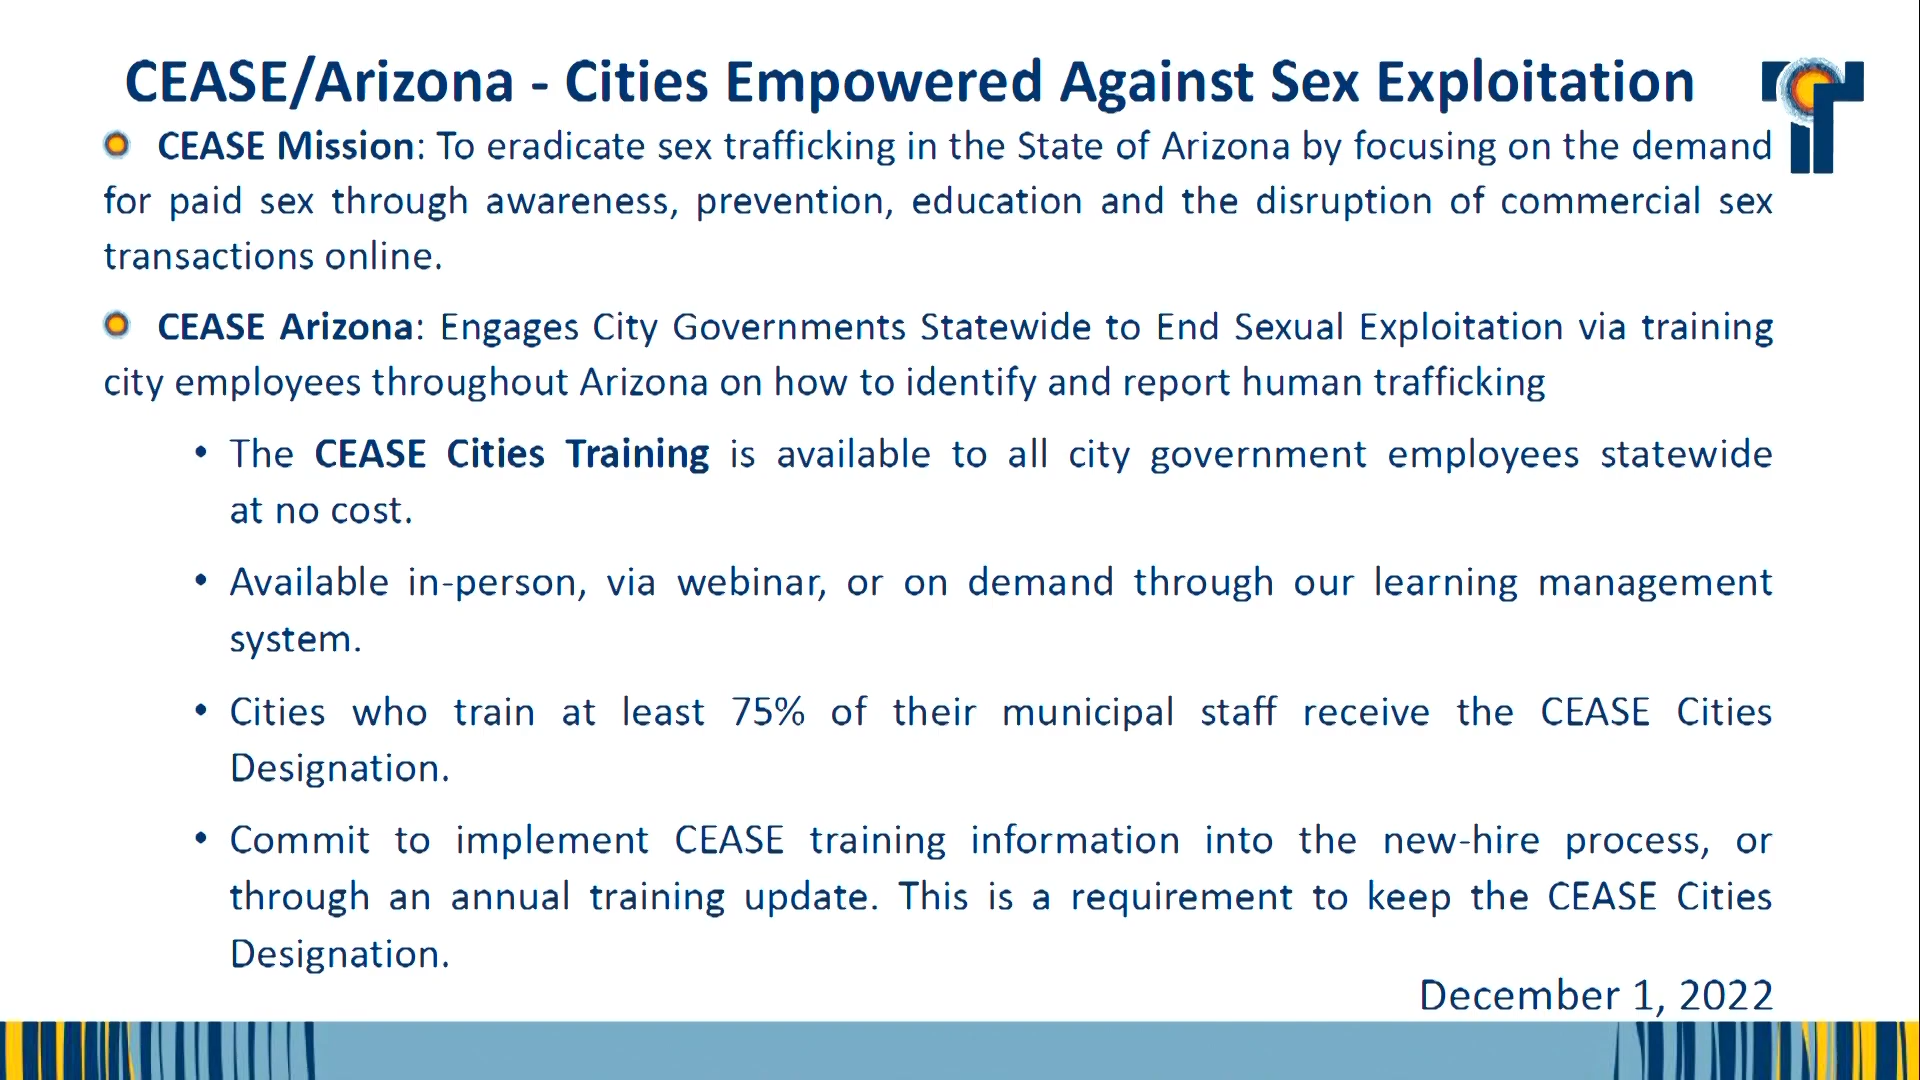 CEASE/Arizona - Cities Empowered Against Sex Exploitation
CEASE Mission: To eradicate sex trafficking in the State of Arizona by focusing on the demand
for paid sex through awareness, prevention, education and the disruption of commercial sex
transactions online.
CEASE Arizona: Engages City Governments Statewide to End Sexual Exploitation via training
city employees throughout Arizona on how to identify and report human trafficking
• The CEASE Cities Training is available to all city government employees statewide
at no cost.
• Available in-person, via webinar, or on demand through our learning management
system.
• Cities who train at least 75% of their municipal staff receive the CEASE Cities
Designation.
• Commit to implement CEASE training information into the new-hire process, or
through an annual training update. This is a requirement to keep the CEASE Cities
Designation.
December 1, 2022